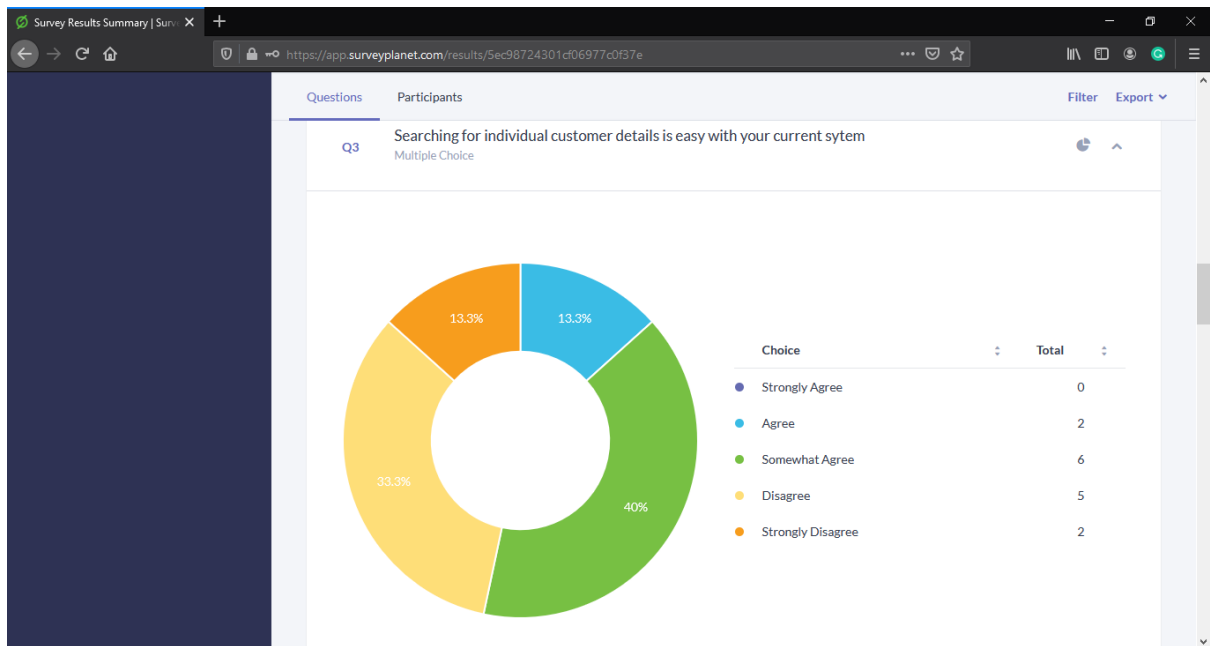 Survey Results Summary | Surv
https://app.surveyplanet.com/results/5ec98724301cf06977c0f37e
Questions Participants Filter Export
Q3 Searching for individual customer details is easy with your current sytem
Multiple Choice
13.3% 13.3%
33.3%
40%
Choice Total
Strongly Agree 0
Agree 2
Somewhat Agree 6
Disagree 5
Strongly Disagree 2